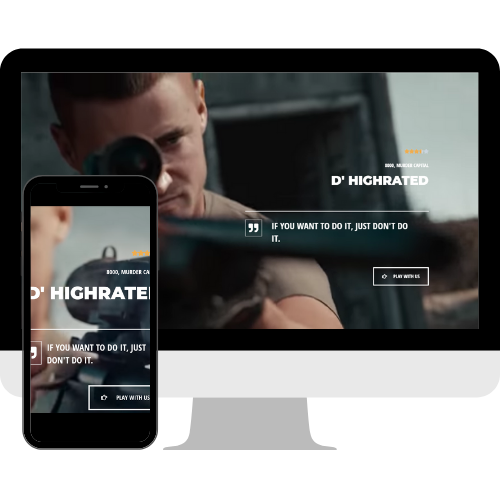 8000, MURDER CAPITAL
D' HIGHRATED
IF YOU WANT TO DO IT, JUST DON'T DO
IT.
PLAY WITH US
8000, MURDER CA
D' HIGHRATE
IF YOU WANT TO DO IT, JUST
DON'T DO IT.
PLAY WITH US